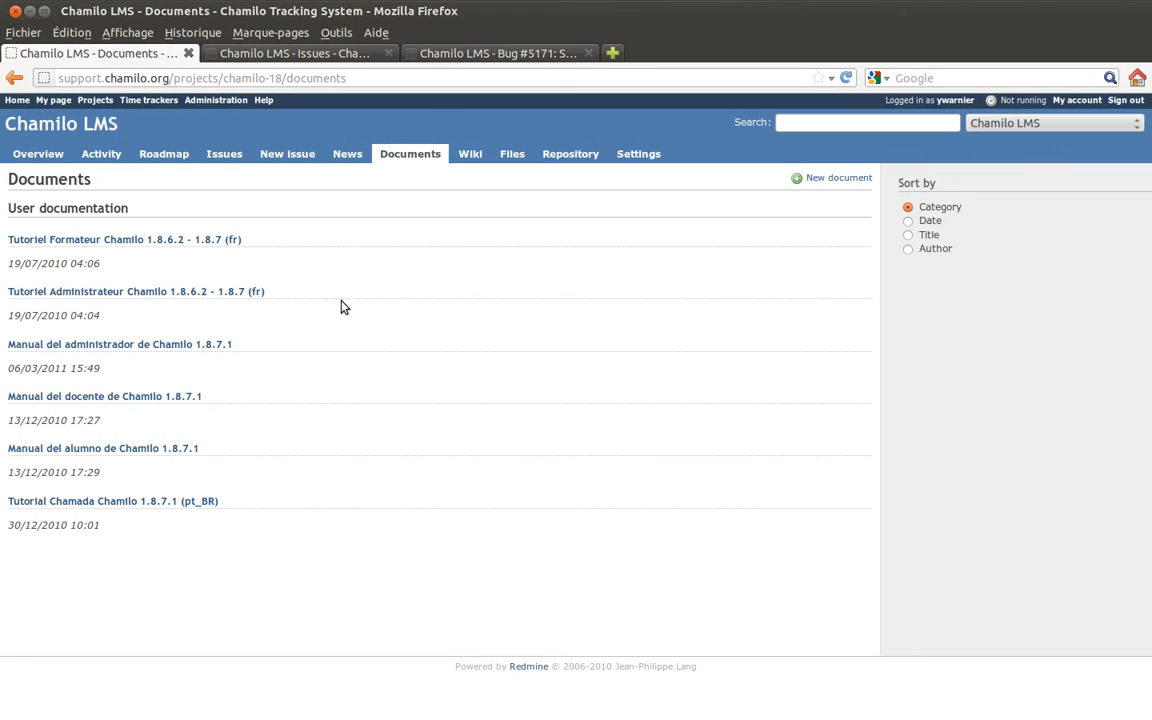 Chamilo LMS - Documents - Chamilo Tracking System - Mozilla Firefox
Fichier Édition Affichage Historique Marque-pages Outils Aide
Chamilo LMS - Documents - ... Chamilo LMS - Issues - Cha... Chamilo LMS - Bug #5171: S...
support.chamilo.org/projects/chamilo-18/documents Google
Home My page Projects Time trackers Administration Help Logged in as ywarnier Not running My account Sign out
Chamilo LMS Search: Chamilo LMS
Overview Activity Roadmap Issues New issue News Documents Wiki Files Repository Settings
Documents New document
User documentation
Tutoriel Formateur Chamilo 1.8.6.2 - 1.8.7 (fr)
19/07/2010 04:06
Tutoriel Administrateur Chamilo 1.8.6.2 - 1.8.7 (fr)
19/07/2010 04:04
Manual del administrador de Chamilo 1.8.7.1
06/03/2011 15:49
Manual del docente de Chamilo 1.8.7.1
13/12/2010 17:27
Manual del alumno de Chamilo 1.8.7.1
13/12/2010 17:29
Tutorial Chamada Chamilo 1.8.7.1 (pt_BR)
30/12/2010 10:01
Sort by
Category
Date
Title
Author
Powered by Redmine © 2006-2010 Jean-Philippe Lang